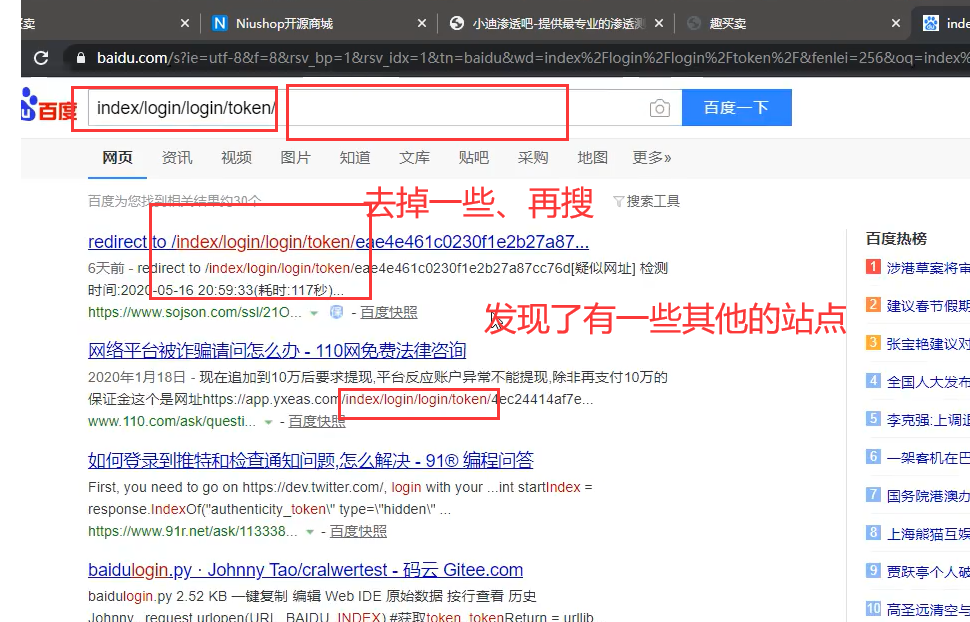 卖
Niushop开源商城
小迪渗透吧-提供最专业的渗透测
趣买卖
inde
baidu.com/s?ie=utf-8&f=8&rsv_bp=1&rsv_idx=1&tn=baidu&wd=index%2Flogin%2Flogin%2Ftoken%2F&fenlei=256&oq=index%
百度
index/login/login/token/
百度一下
网页 资讯 视频 图片 知道 文库 贴吧 采购 地图 更多»
百度为您找到相关结果约30个
去掉一些、再搜
搜索工具
redirect to /index/login/login/token/eae4e461c0230f1e2b27a87...
6天前 - redirect to /index/login/login/token/eae4e461c0230f1e2b27a87cc76d[疑似网址] 检测
时间:2020-05-16 20:59:33(耗时:117秒)...
https://www.sojson.com/ssl/21O... - 百度快照
发现了有一些其他的站点
网络平台被诈骗请问怎么办 - 110网免费法律咨询
2020年1月18日 - 现在追加到10万后要求提现,平台反应账户异常不能提现,除非再支付10万的
保证金这个是网址https://app.yxeas.com/index/login/login/token/4ec24414af7e...
www.110.com/ask/questi... - 百度快照
如何登录到推特和检查通知问题,怎么解决 - 91® 编程问答
First, you need to go on https://dev.twitter.com/, login with your ...int startIndex =
response.IndexOf("authenticity_token\" type=\"hidden\" ...
https://www.91r.net/ask/113338... - 百度快照
baidulogin.py · Johnny Tao/cralwertest - 码云 Gitee.com
baidulogin.py 2.52 KB 一键复制 编辑 Web IDE 原始数据 按行查看 历史
Johnny request urlopen(URL_BAIDU_INDEX) #获取token tokenReturn = urllib
百度热榜
1 涉港草案将审
2 建议春节假期
3 张宝艳建议对
4 全国人大发布
5 李克强:上调退
6 一架客机在巴
7 国务院港澳办
8 上海熊猫互娱
9 贾跃亭个人破
10 高圣远清空与